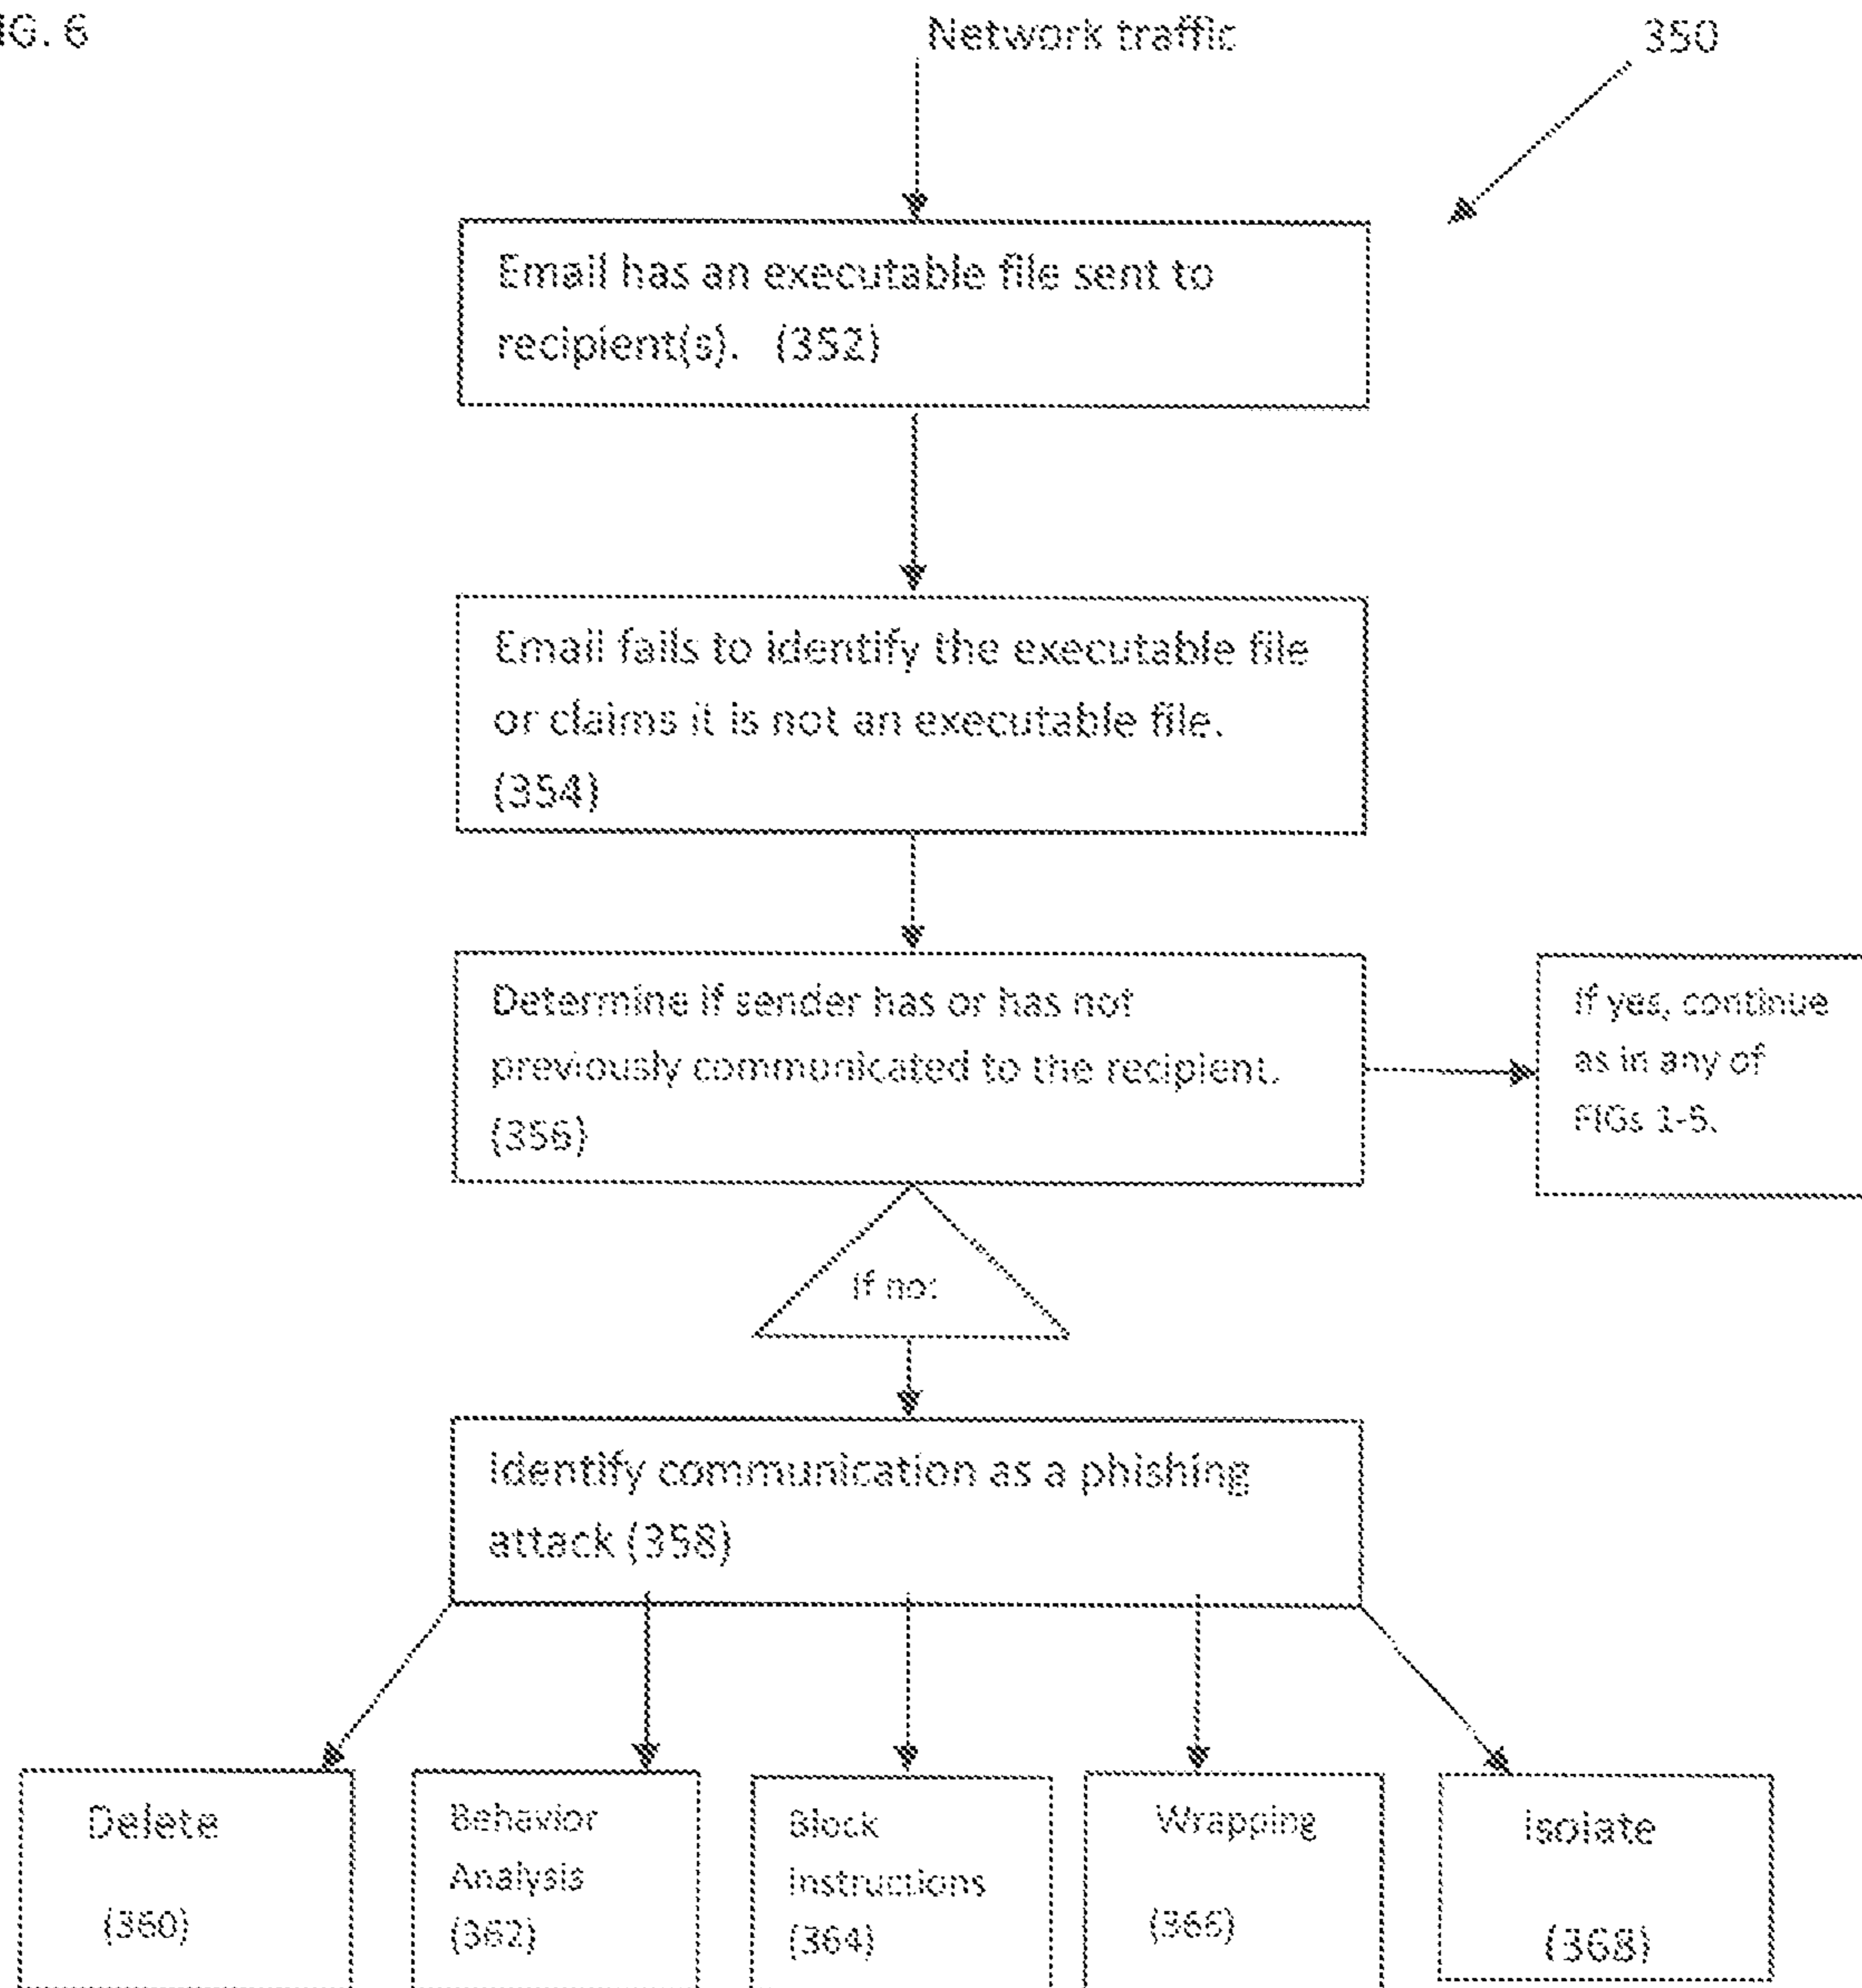 IG. 6
Network traffic
350
Email has an executable file sent to
recipient(s). (352)
Email fails to identify the executable file
or claims it is not an executable file.
(354)
Determine if sender has or has not
previously communicated to the recipient.
(356)
If yes, continue
as in any of
FIGs 1-5.
If no:
Identify communication as a phishing
attack (358)
Delete
(360)
Behavior
Analysis
(362)
Block
instructions
(364)
Wrapping
(366)
Isolate
(368)